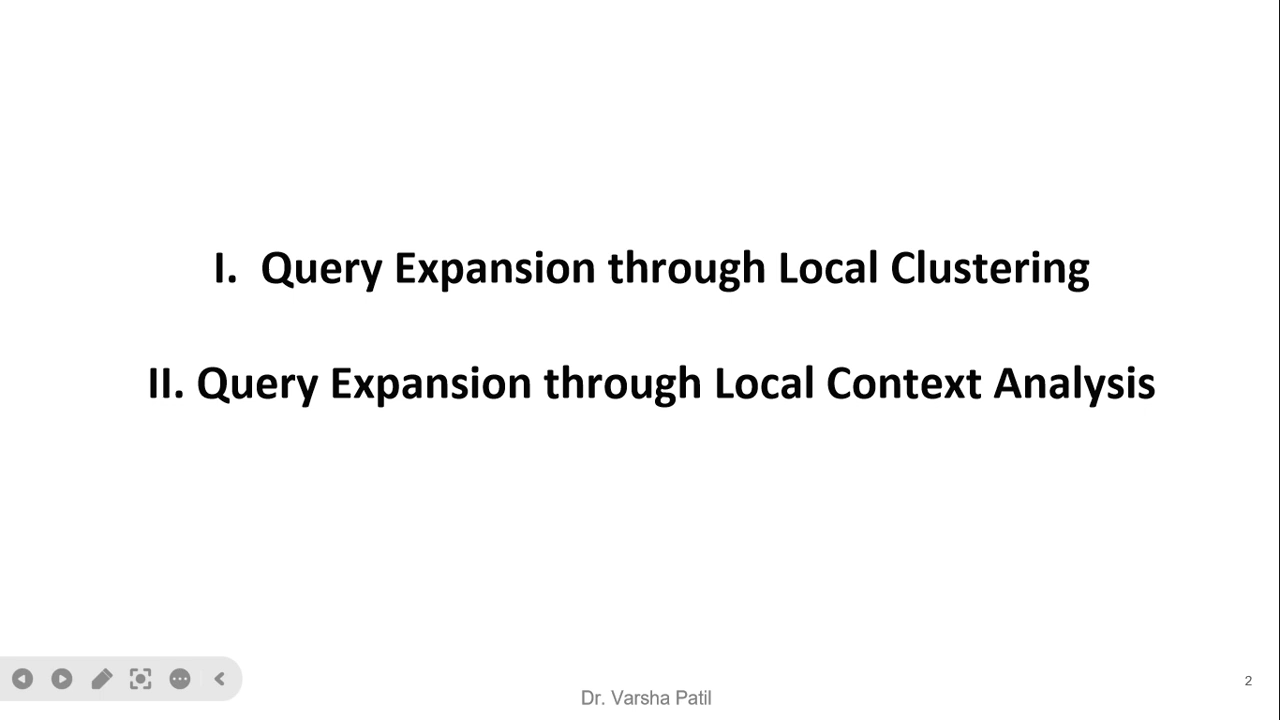 I. Query Expansion through Local Clustering
II. Query Expansion through Local Context Analysis
Dr. Varsha Patil
2